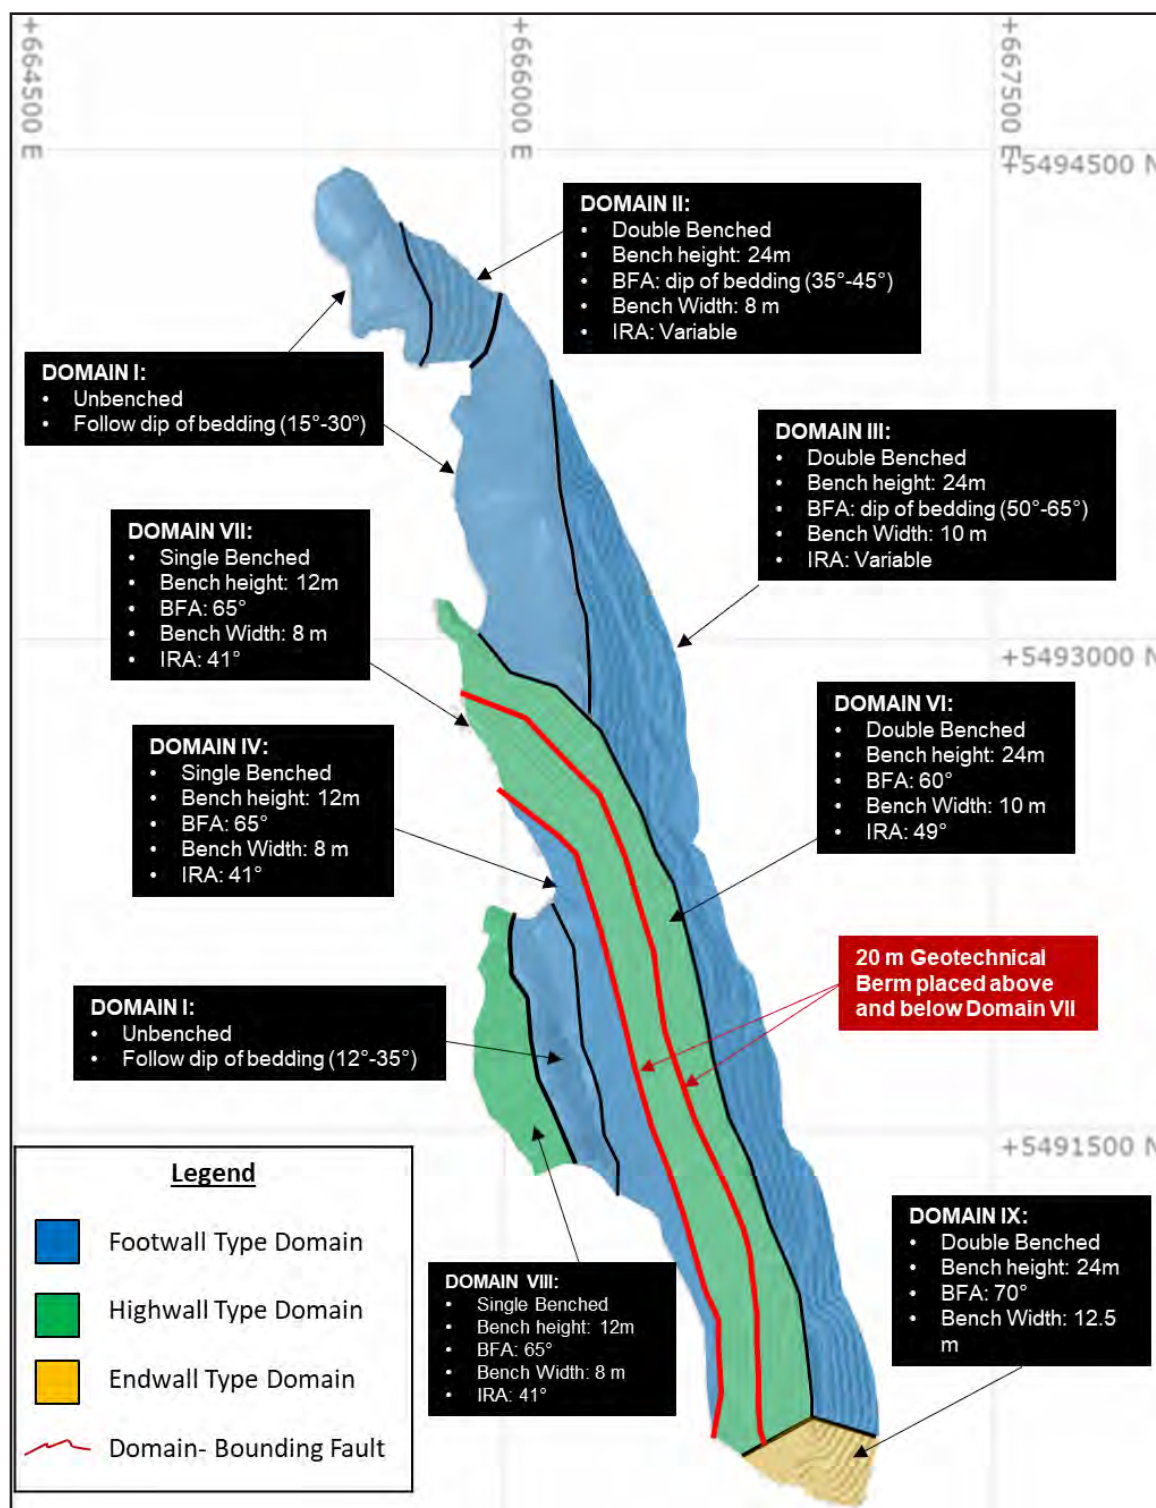 +664500 E
+666000 E
+667500 E
+5494500 N
DOMAIN II:
• Double Benched
• Bench height: 24m
• BFA: dip of bedding (35°-45°)
• Bench Width: 8 m
• IRA: Variable
DOMAIN I:
• Unbenched
• Follow dip of bedding (15°-30°)
DOMAIN III:
• Double Benched
• Bench height: 24m
• BFA: dip of bedding (50°-65°)
• Bench Width: 10 m
• IRA: Variable
DOMAIN VII:
• Single Benched
• Bench height: 12m
• BFA: 65°
• Bench Width: 8 m
• IRA: 41°
+5493000 N
DOMAIN VI:
• Double Benched
• Bench height: 24m
• BFA: 60°
• Bench Width: 10 m
• IRA: 49°
DOMAIN IV:
• Single Benched
• Bench height: 12m
• BFA: 65°
• Bench Width: 8 m
• IRA: 41°
20 m Geotechnical
Berm placed above
and below Domain VII
DOMAIN I:
• Unbenched
• Follow dip of bedding (12°-35°)
+5491500 N
Legend
Footwall Type Domain
Highwall Type Domain
Endwall Type Domain
Domain- Bounding Fault
DOMAIN VIII:
• Single Benched
• Bench height: 12m
• BFA: 65°
• Bench Width: 8 m
• IRA: 41°
DOMAIN IX:
• Double Benched
• Bench height: 24m
• BFA: 70°
• Bench Width: 12.5
m